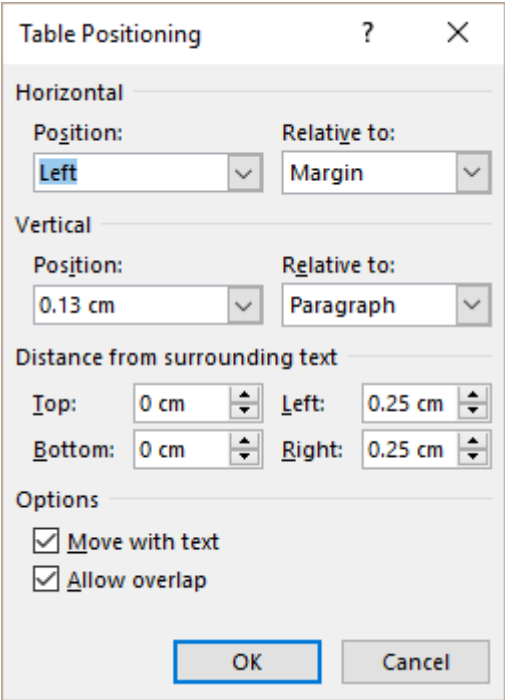 Table Positioning ? ×
Horizontal
Position: Relative to:
Left Margin
Vertical
Position: Relative to:
0.13 cm Paragraph
Distance from surrounding text
Top: 0 cm Left: 0.25 cm
Bottom: 0 cm Right: 0.25 cm
Options
Move with text
Allow overlap
OK Cancel